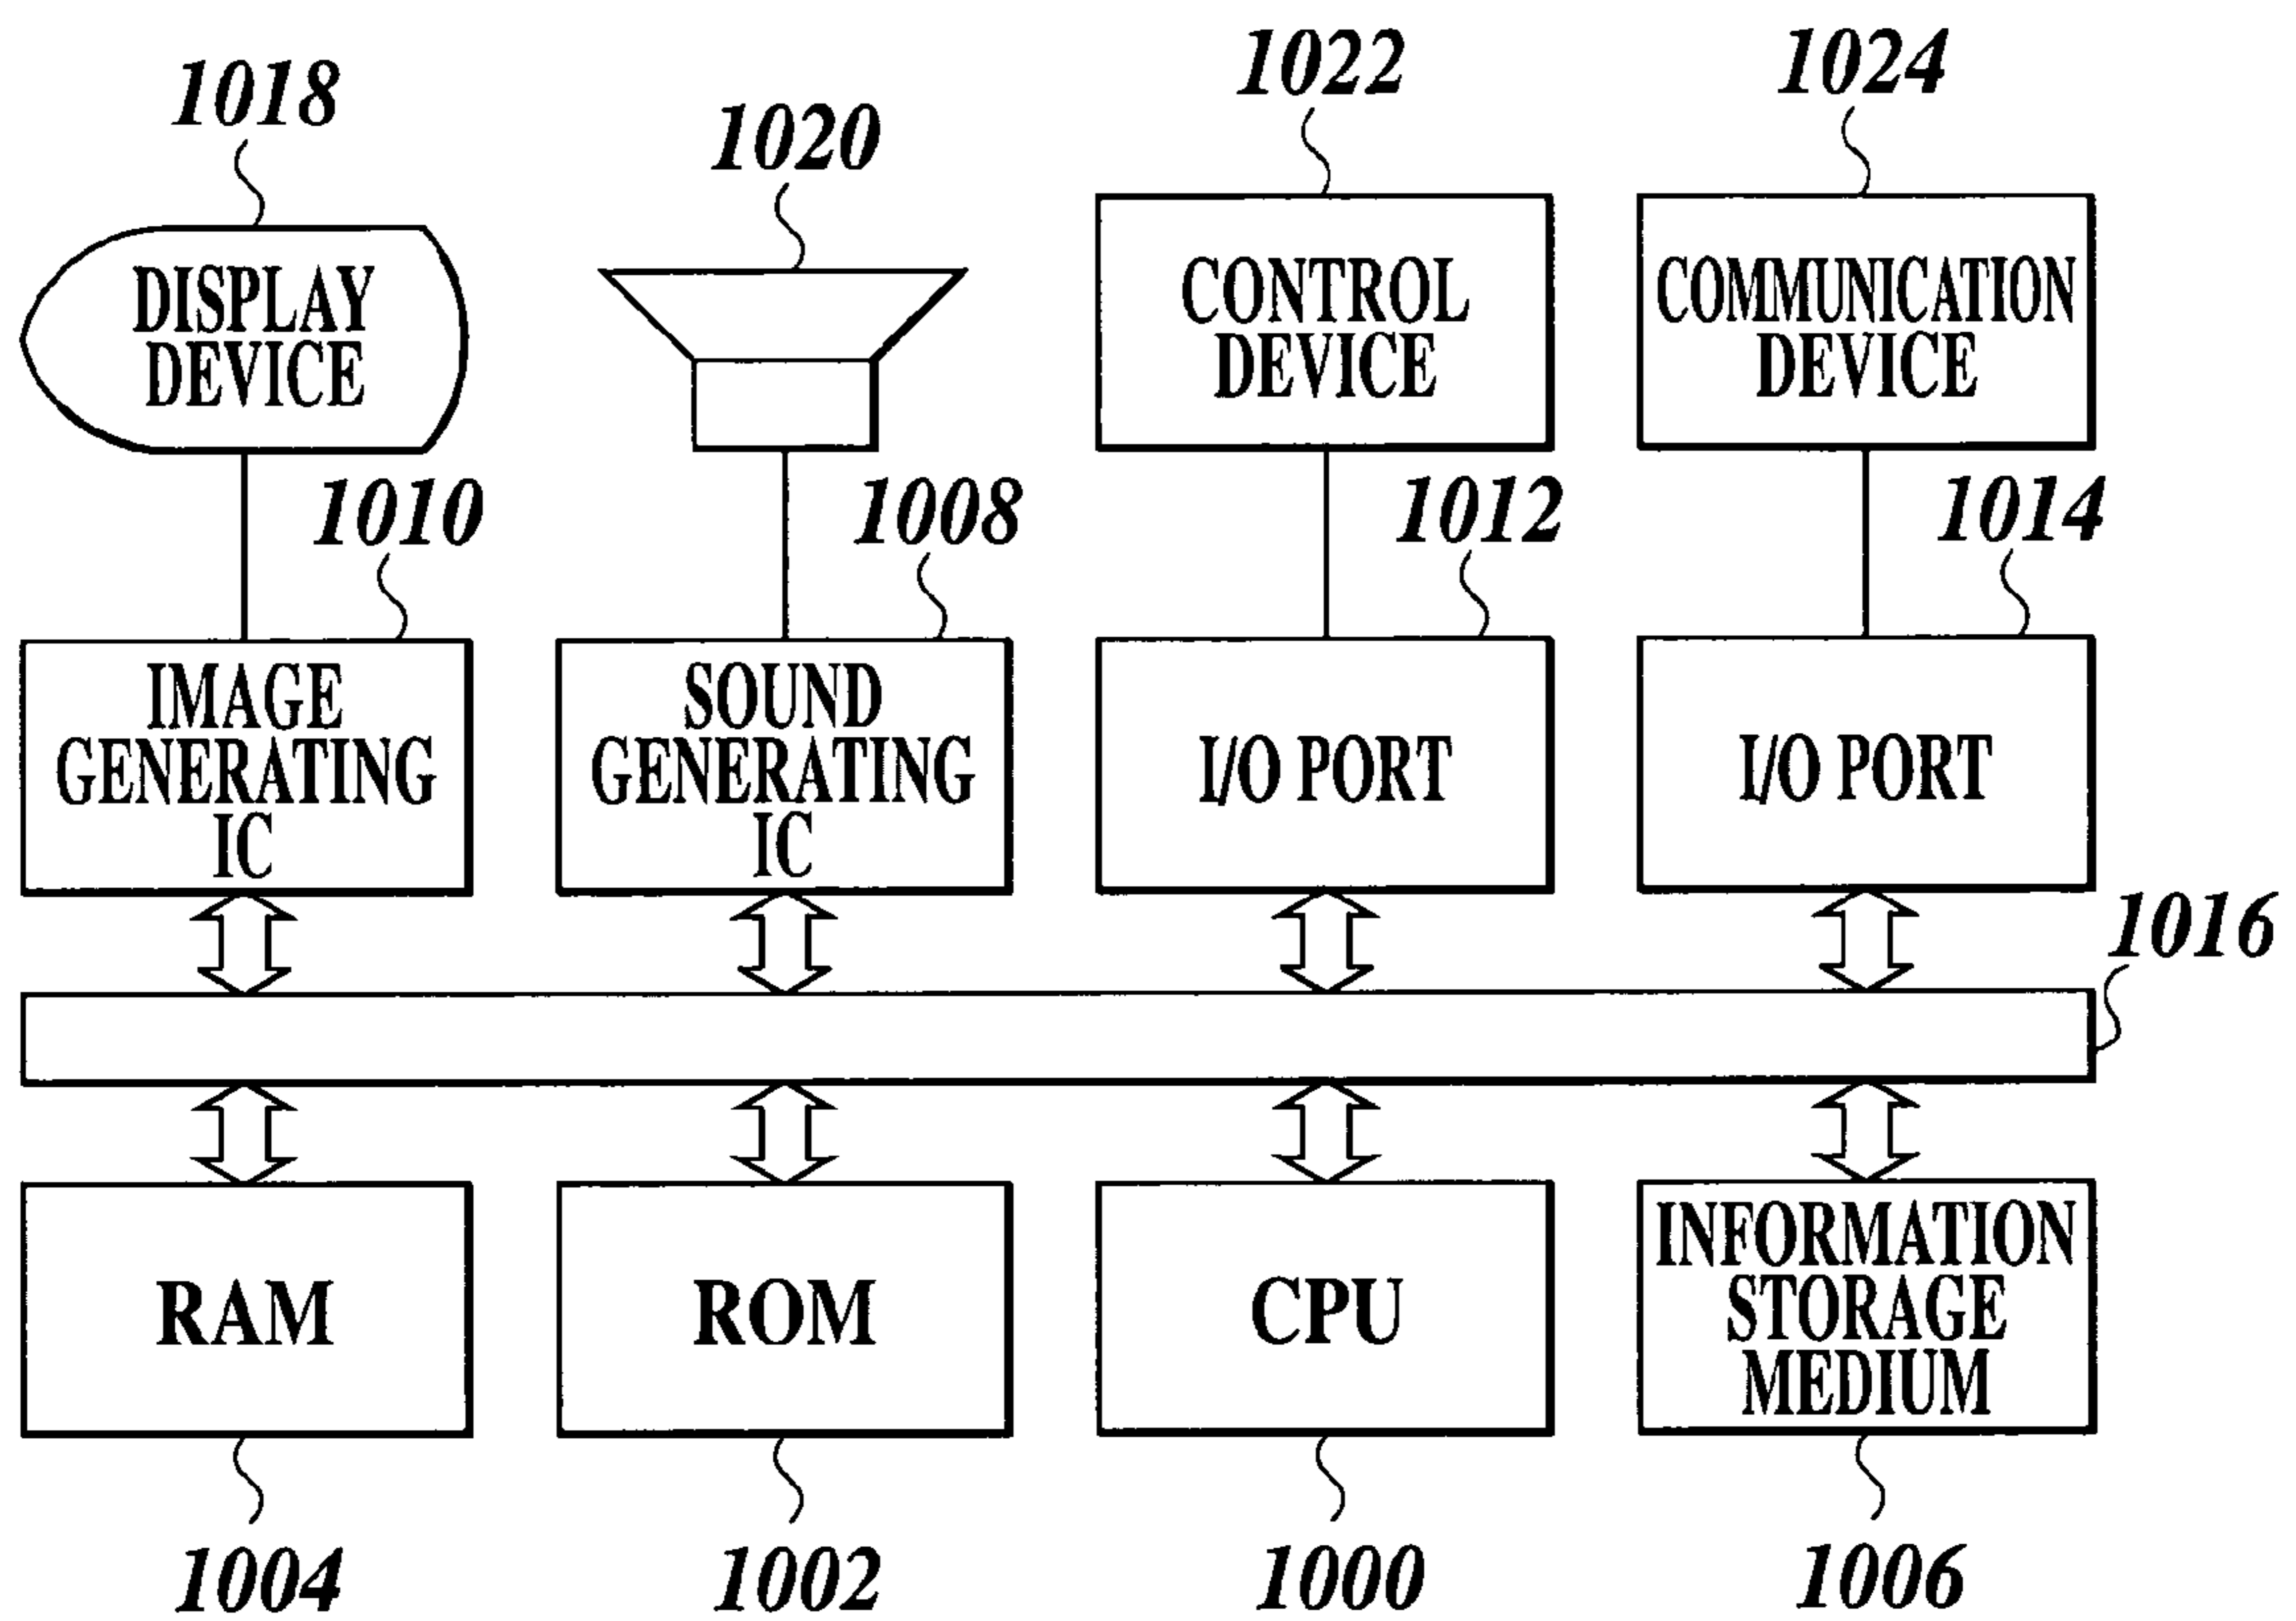 1018
1020
1022
1024
DISPLAY
DEVICE
CONTROL
DEVICE
COMMUNICATION
DEVICE
1010
1008
1012
1014
IMAGE
GENERATING
IC
SOUND
GENERATING
IC
I/O PORT
I/O PORT
1016
RAM
ROM
CPU
INFORMATION
STORAGE
MEDIUM
1004
1002
1000
1006